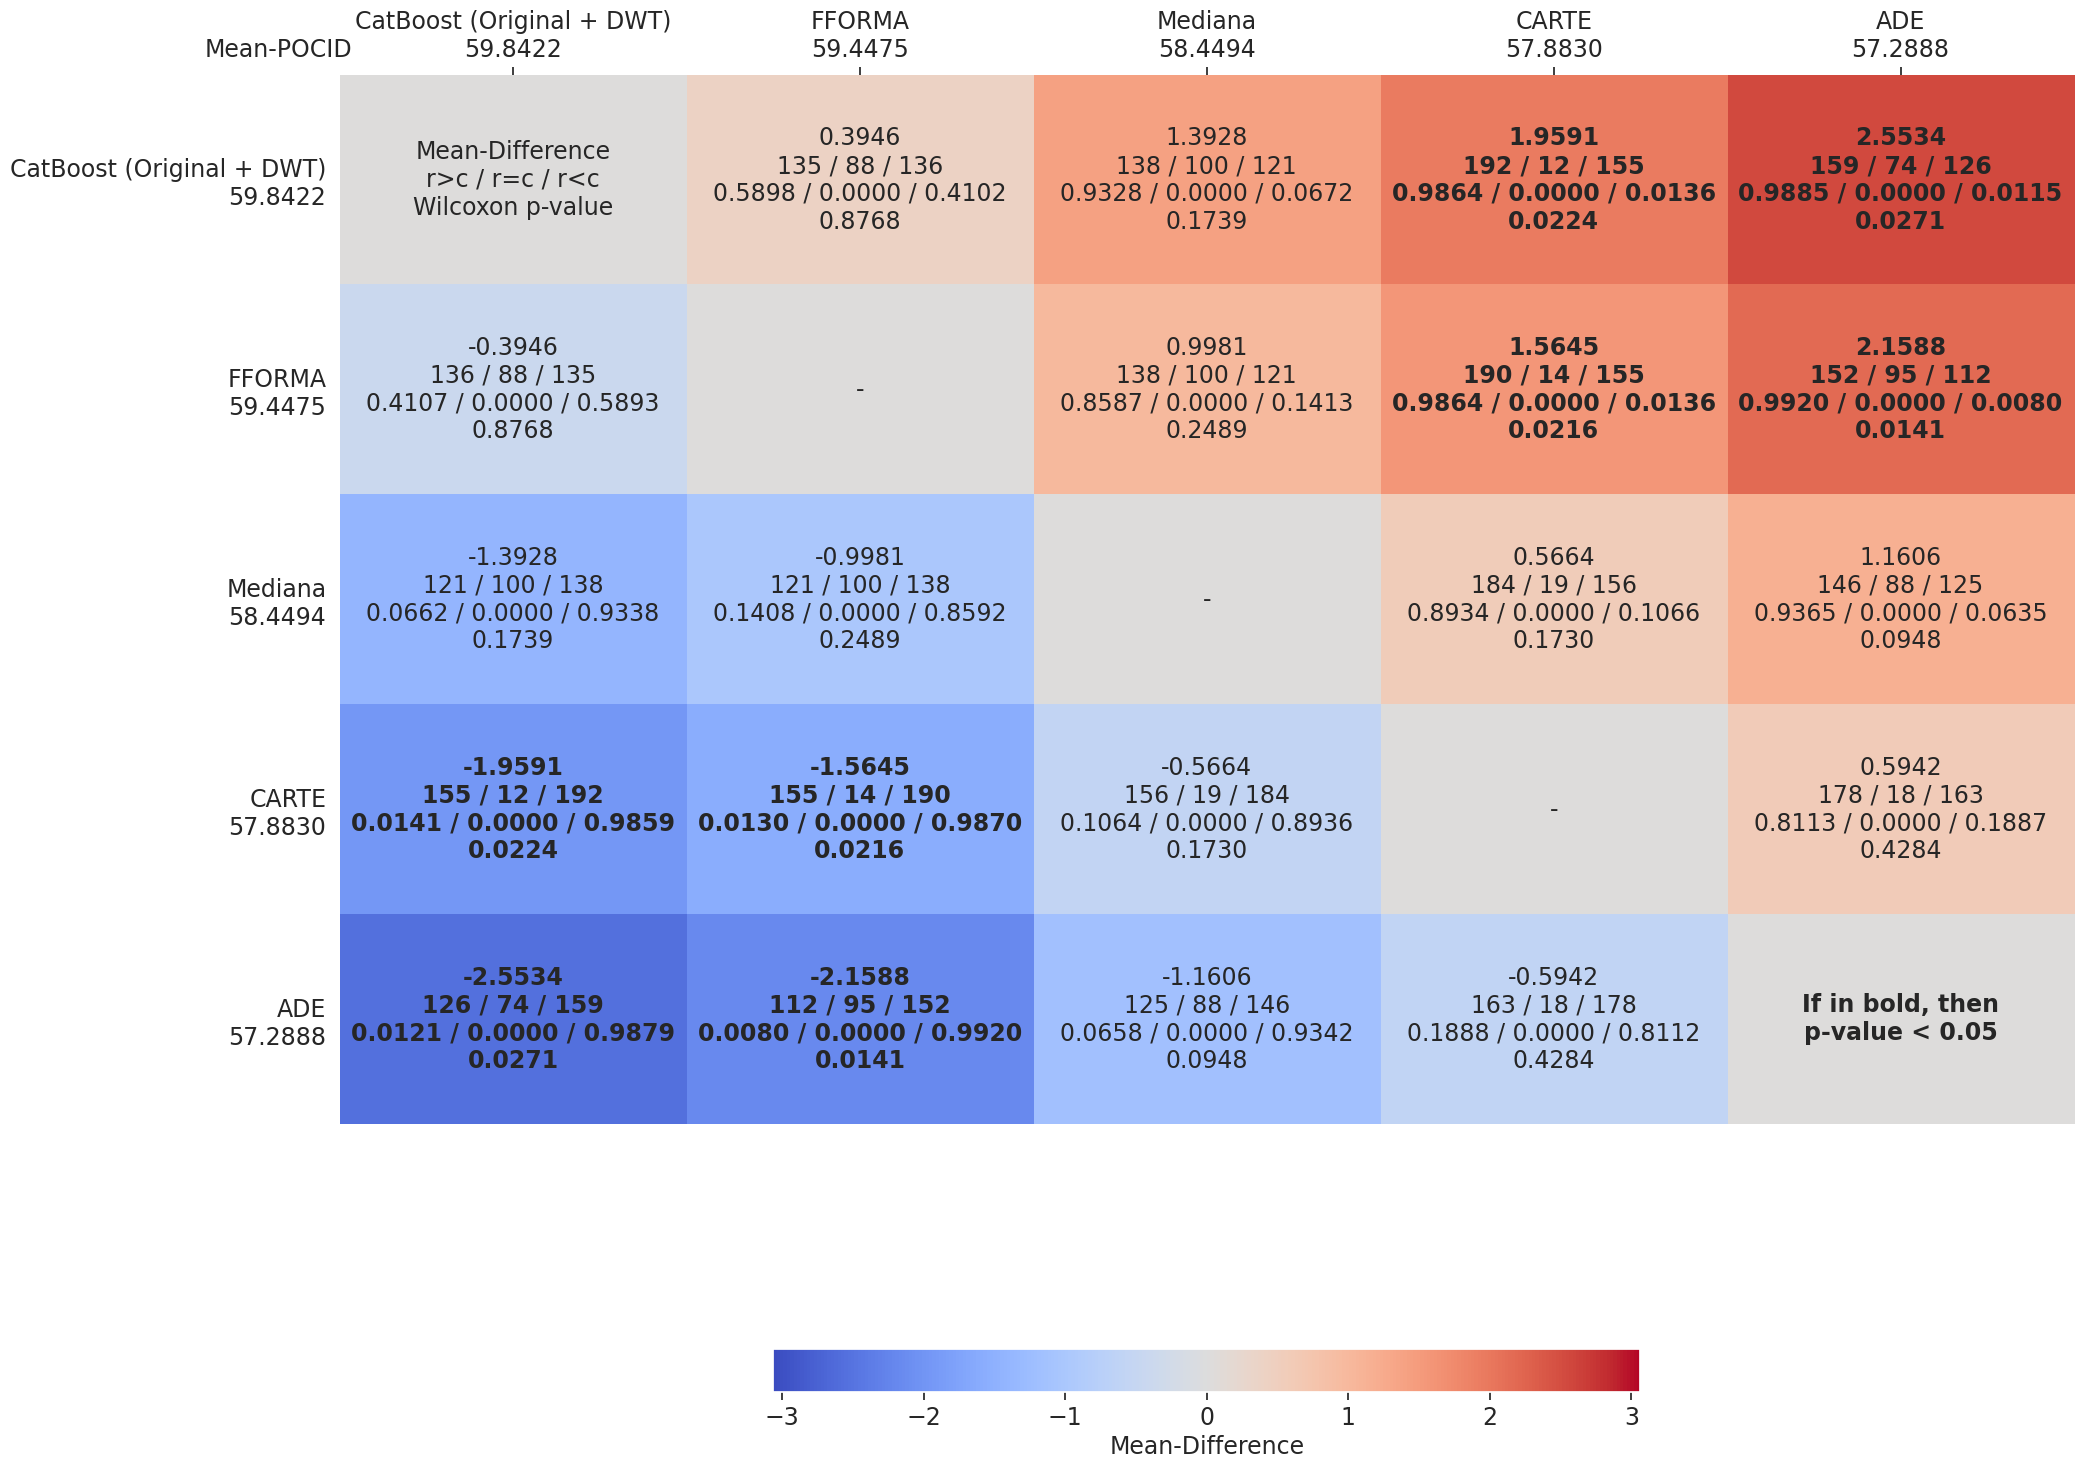 CatBoost (Original + DWT) FFORMA Mediana CARTE ADE
Mean-POCID 59.8422 59.4475 58.4494 57.8830 57.2888
CatBoost (Original + DWT)
59.8422
Mean-Difference
r>c / r=c / r<c
Wilcoxon p-value
0.3946
135 / 88 / 136
0.5898 / 0.0000 / 0.4102
0.8768
1.3928
138 / 100 / 121
0.9328 / 0.0000 / 0.0672
0.1739
1.9591
192 / 12 / 155
0.9864 / 0.0000 / 0.0136
0.0224
2.5534
159 / 74 / 126
0.9885 / 0.0000 / 0.0115
0.0271
FFORMA
59.4475
-0.3946
136 / 88 / 135
0.4107 / 0.0000 / 0.5893
0.8768
-
0.9981
138 / 100 / 121
0.8587 / 0.0000 / 0.1413
0.2489
1.5645
190 / 14 / 155
0.9864 / 0.0000 / 0.0136
0.0216
2.1588
152 / 95 / 112
0.9920 / 0.0000 / 0.0080
0.0141
Mediana
58.4494
-1.3928
121 / 100 / 138
0.0662 / 0.0000 / 0.9338
0.1739
-0.9981
121 / 100 / 138
0.1408 / 0.0000 / 0.8592
0.2489
-
0.5664
184 / 19 / 156
0.8934 / 0.0000 / 0.1066
0.1730
1.1606
146 / 88 / 125
0.9365 / 0.0000 / 0.0635
0.0948
CARTE
57.8830
-1.9591
155 / 12 / 192
0.0141 / 0.0000 / 0.9859
0.0224
-1.5645
155 / 14 / 190
0.0130 / 0.0000 / 0.9870
0.0216
-0.5664
156 / 19 / 184
0.1064 / 0.0000 / 0.8936
0.1730
-
0.5942
178 / 18 / 163
0.8113 / 0.0000 / 0.1887
0.4284
ADE
57.2888
-2.5534
126 / 74 / 159
0.0121 / 0.0000 / 0.9879
0.0271
-2.1588
112 / 95 / 152
0.0080 / 0.0000 / 0.9920
0.0141
-1.1606
125 / 88 / 146
0.0658 / 0.0000 / 0.9342
0.0948
-0.5942
163 / 18 / 178
0.1888 / 0.0000 / 0.8112
0.4284
If in bold, then
p-value < 0.05
−3 −2 −1 0 1 2 3
Mean-Difference